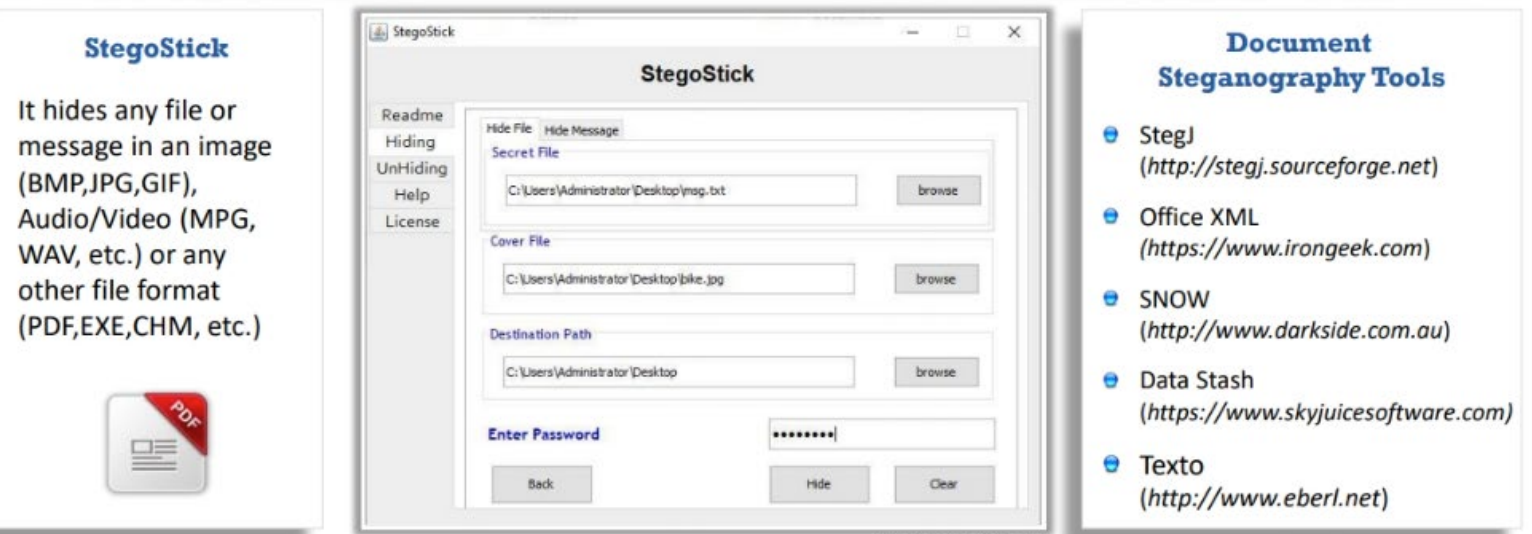 StegoStick
It hides any file or
message in an image
(BMP,JPG,GIF),
Audio/Video (MPG,
WAV, etc.) or any
other file format
(PDF,EXE,CHM, etc.)
PDF
StegoStick
StegoStick
Readme
Hiding
UnHiding
Help
License
Hide File Hide Message
Secret File
C:\Users\Administrator\Desktop\msg.txt browse
Cover File
C:\Users\Administrator\Desktop\bike.jpg browse
Destination Path
C:\Users\Administrator\Desktop browse
Enter Password ••••••••
Back Hide Clear
Document
Steganography Tools
StegJ
(http://stegj.sourceforge.net)
Office XML
(https://www.irongeek.com)
SNOW
(http://www.darkside.com.au)
Data Stash
(https://www.skyjuicesoftware.com)
Texto
(http://www.eberl.net)